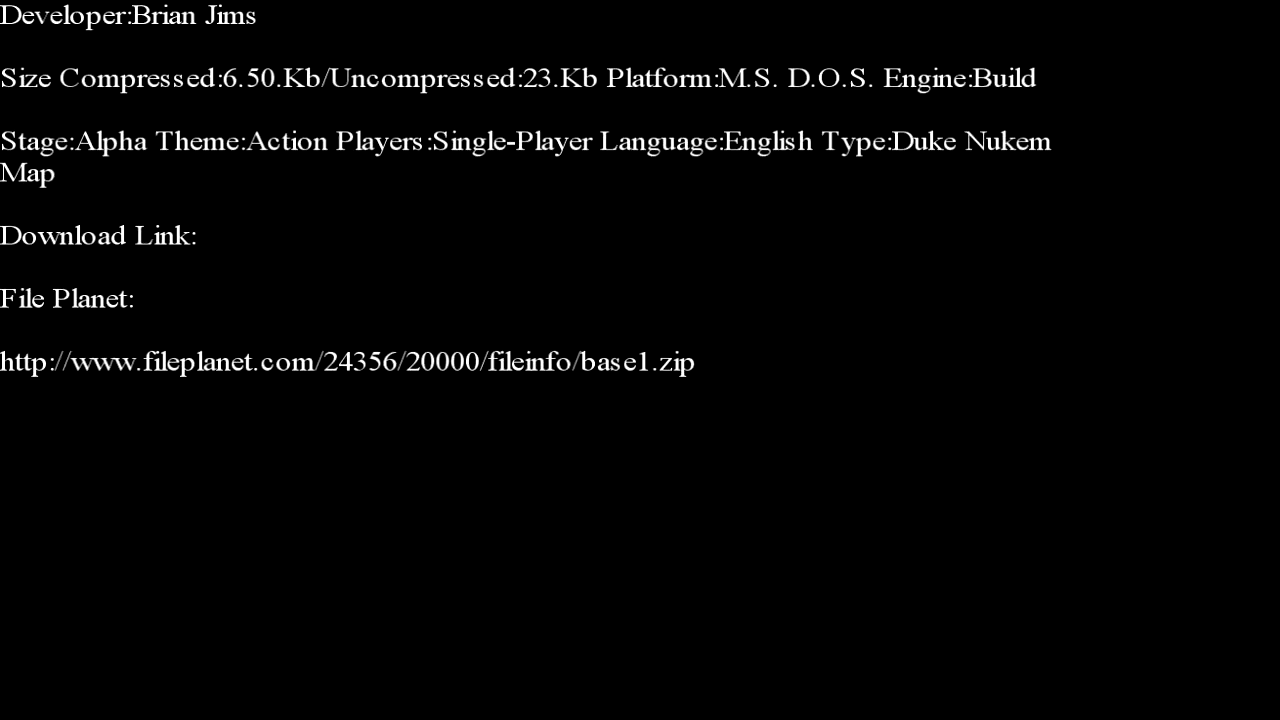 Developer:Brian Jims
Size Compressed:6.50.Kb/Uncompressed:23.Kb Platform:M.S. D.O.S. Engine:Build
Stage:Alpha Theme:Action Players:Single-Player Language:English Type:Duke Nukem
Map
Download Link:
File Planet:
http://www.fileplanet.com/24356/20000/fileinfo/base1.zip